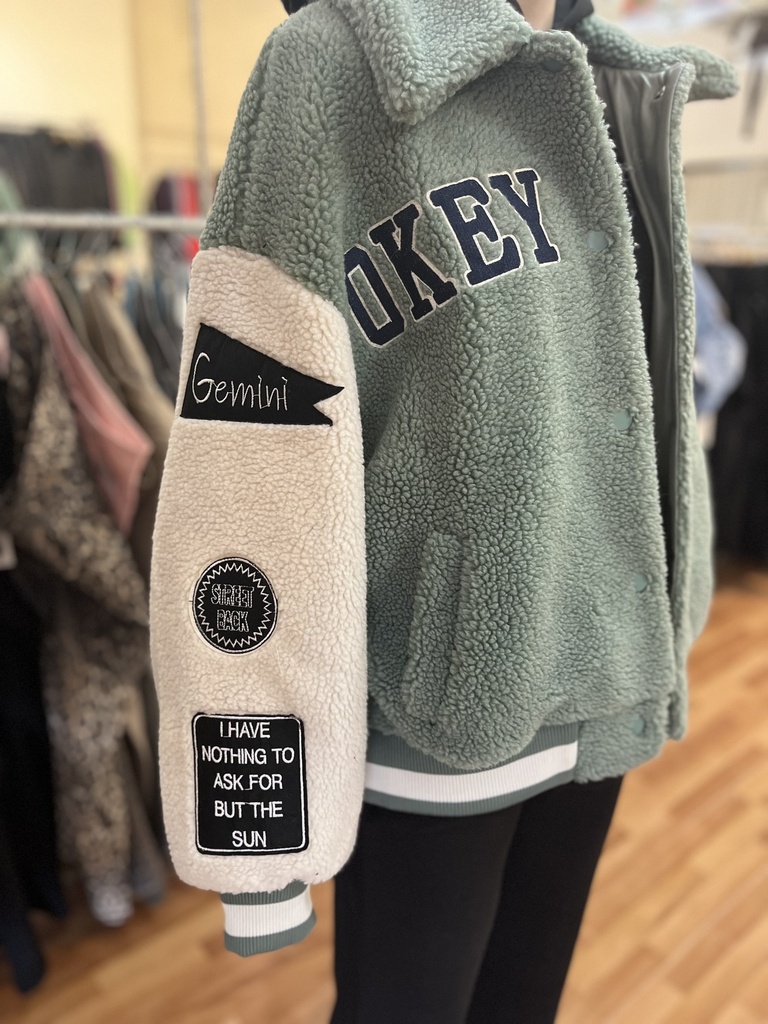 OKEY
Gemini
STREET
BACK
I HAVE
NOTHING TO
ASK FOR
BUT THE
SUN